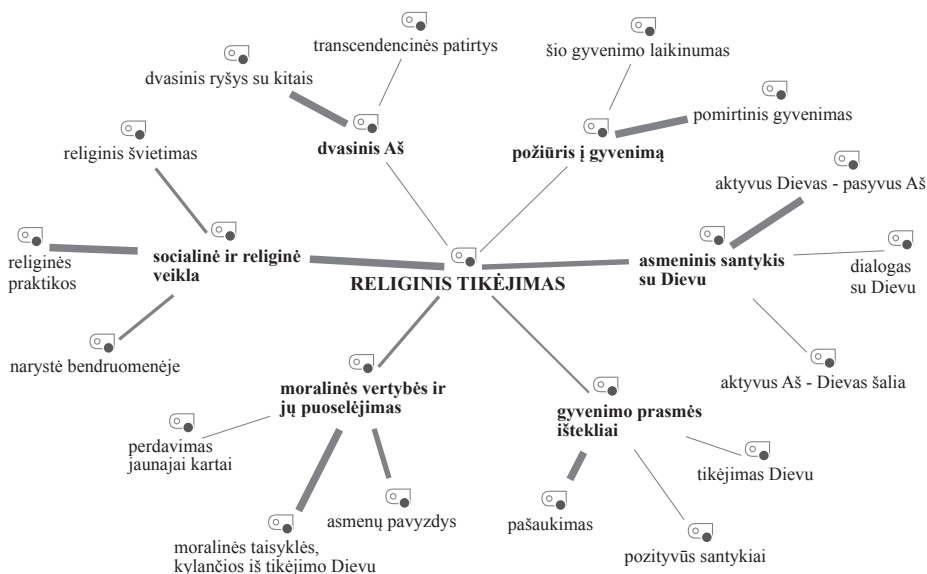 transcendencinės patirtys
šio gyvenimo laikinumas
dvasinis ryšys su kitais
pomirtinis gyvenimas
religinis švietimas
dvasinis Aš
požiūris į gyvenimą
aktyvus Dievas - pasyvus Aš
religinės
praktikos
socialinė ir religinė
veikla
RELIGINIS TIKĖJIMAS
asmeninis santykis
su Dievu
dialogas
su Dievu
narystė bendruomenėje
moralinės vertybės ir
jų puoselėjimas
aktyvus Aš - Dievas šalia
gyvenimo prasmės
ištekliai
perdavimas
jaunajai kartai
tikėjimas Dievu
asmenų pavyzdys
pašaukimas
moralinės taisyklės,
kylančios iš tikėjimo Dievu
pozityvūs santykiai